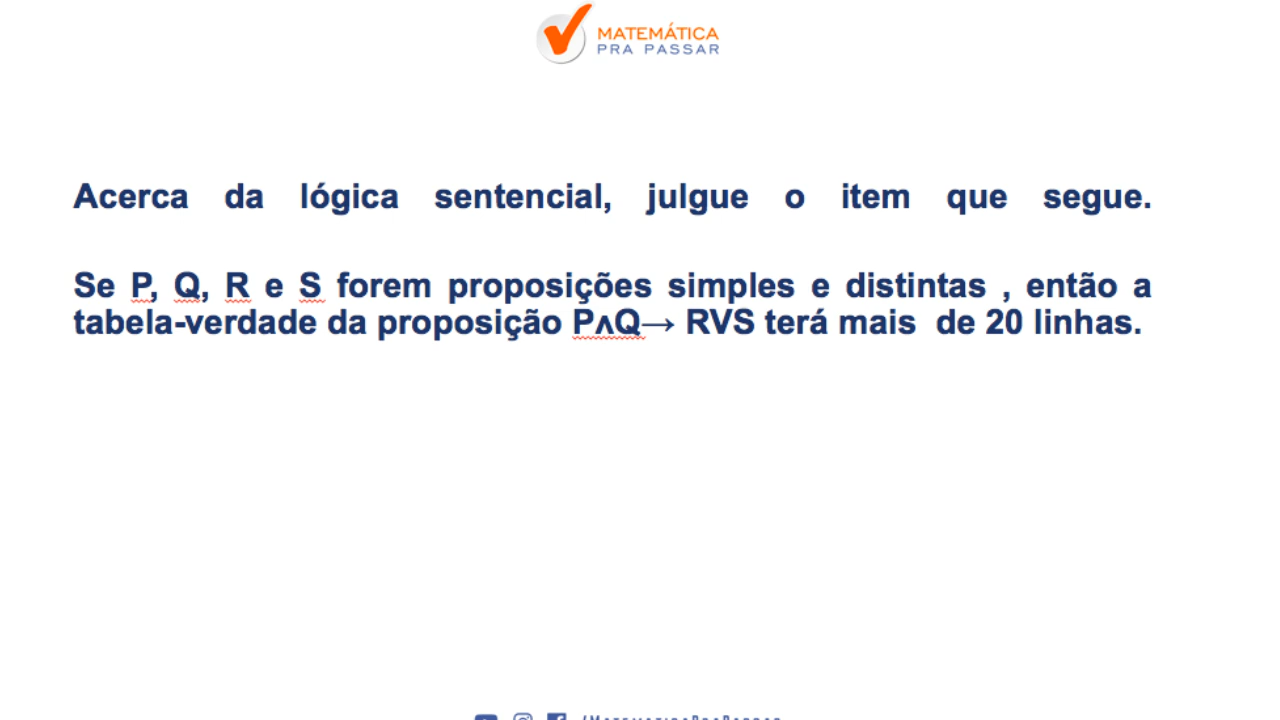 MATEMÁTICA
PRA PASSAR
Acerca da lógica sentencial, julgue o item que segue.
Se P, Q, R e S forem proposições simples e distintas , então a
tabela-verdade da proposição P∧Q→ RVS terá mais de 20 linhas.